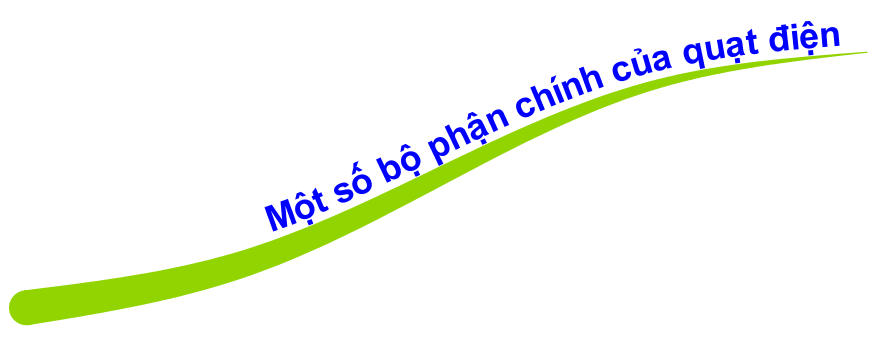 Một số bộ phận chính của quạt điện